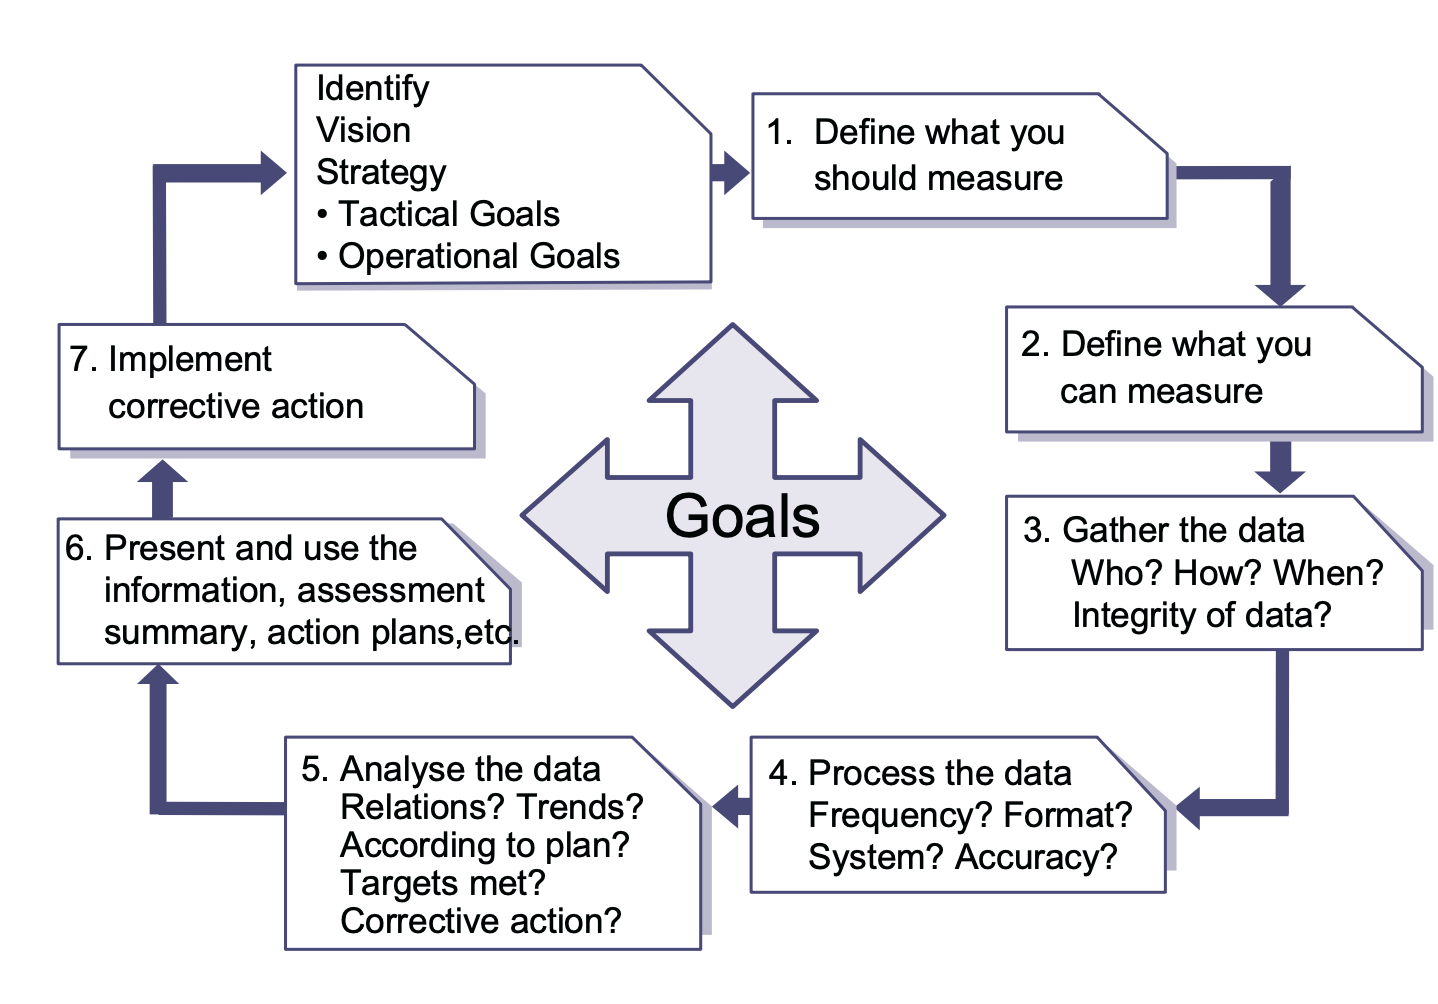 Identify
Vision
Strategy
• Tactical Goals
• Operational Goals
1. Define what you
should measure
2. Define what you
can measure
3. Gather the data
Who? How? When?
Integrity of data?
4. Process the data
Frequency? Format?
System? Accuracy?
5. Analyse the data
Relations? Trends?
According to plan?
Targets met?
Corrective action?
6. Present and use the
information, assessment
summary, action plans,etc.
7. Implement
corrective action
Goals